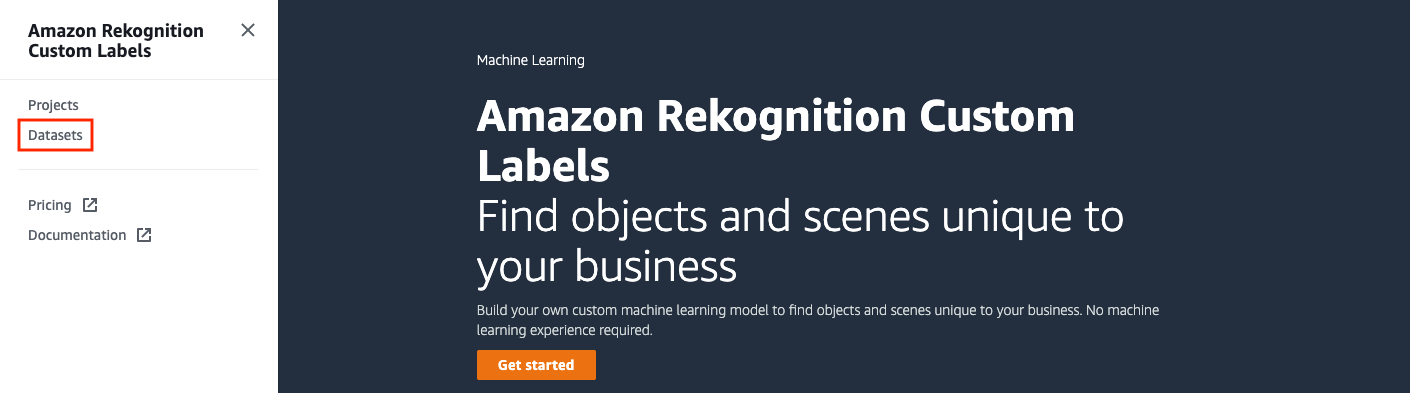 Amazon Rekognition
Custom Labels
Projects
Datasets
Pricing
Documentation
Machine Learning
Amazon Rekognition Custom
Labels
Find objects and scenes unique to
your business
Build your own custom machine learning model to find objects and scenes unique to your business. No machine
learning experience required.
Get started